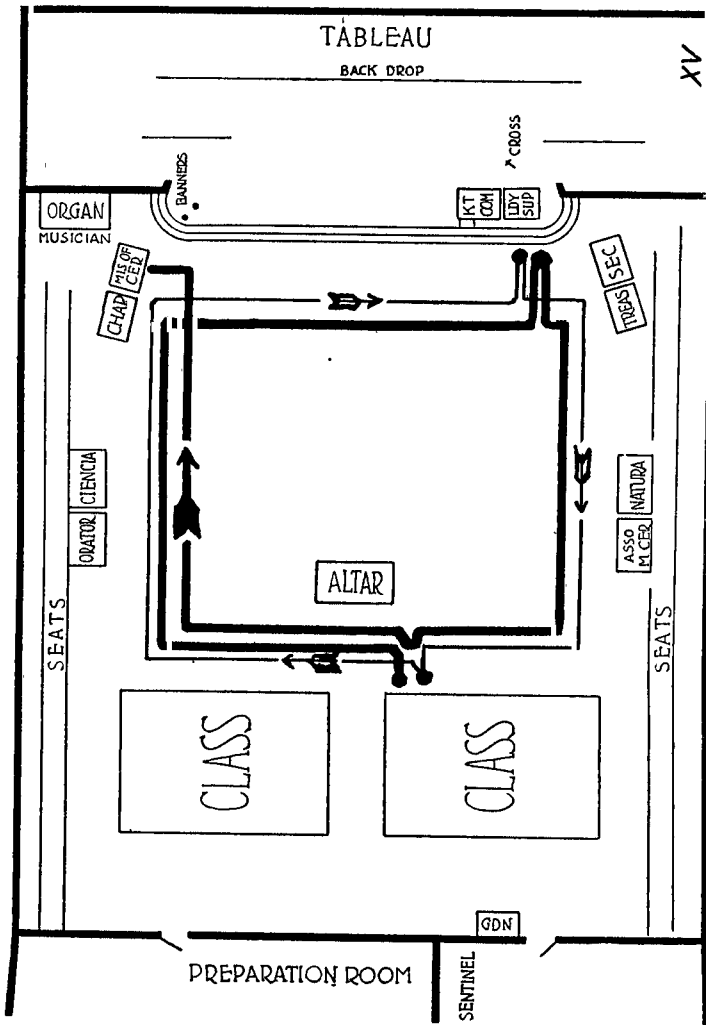 TABLEAU
XV
BACK DROP
CROSS
BANNERS
ORGAN
KT
COM
LDY
SUP
MUSICIAN
MIS OF
CER
CHAP
SEC
TREAS
CIENCIA
ORATOR
NATURA
ASSO
M. CER
ALTAR
SEATS
SEATS
CLASS
CLASS
GDN
PREPARATION ROOM
SENTINEL